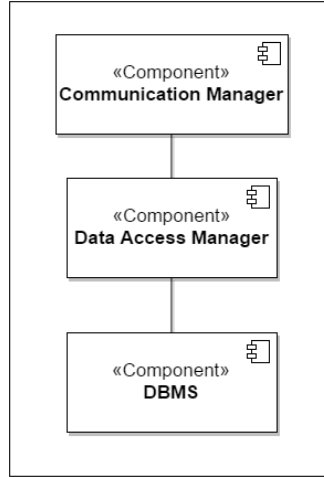 «Component»
Communication Manager
«Component»
Data Access Manager
«Component»
DBMS